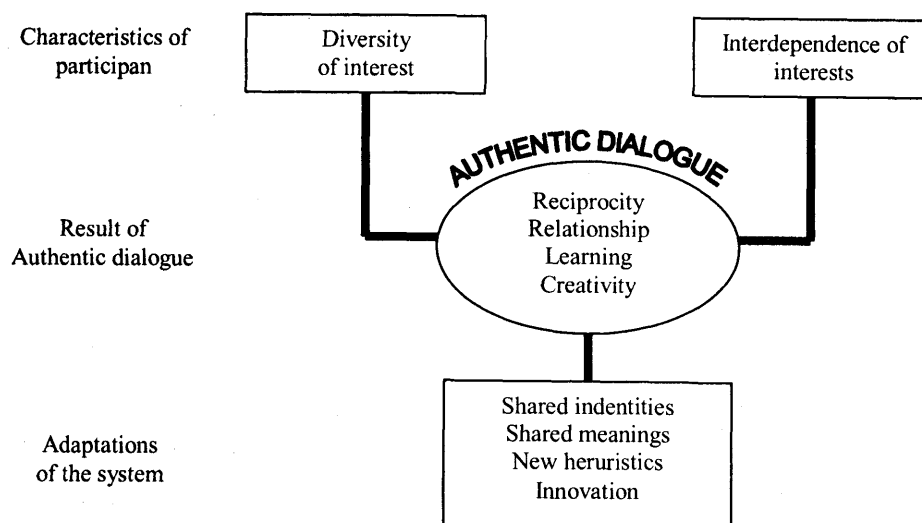 Characteristics of
participan
Diversity
of interest
Interdependence of
interests
AUTHENTIC DIALOGUE
Result of
Authentic dialogue
Reciprocity
Relationship
Learning
Creativity
Adaptations
of the system
Shared indentities
Shared meanings
New heruristics
Innovation